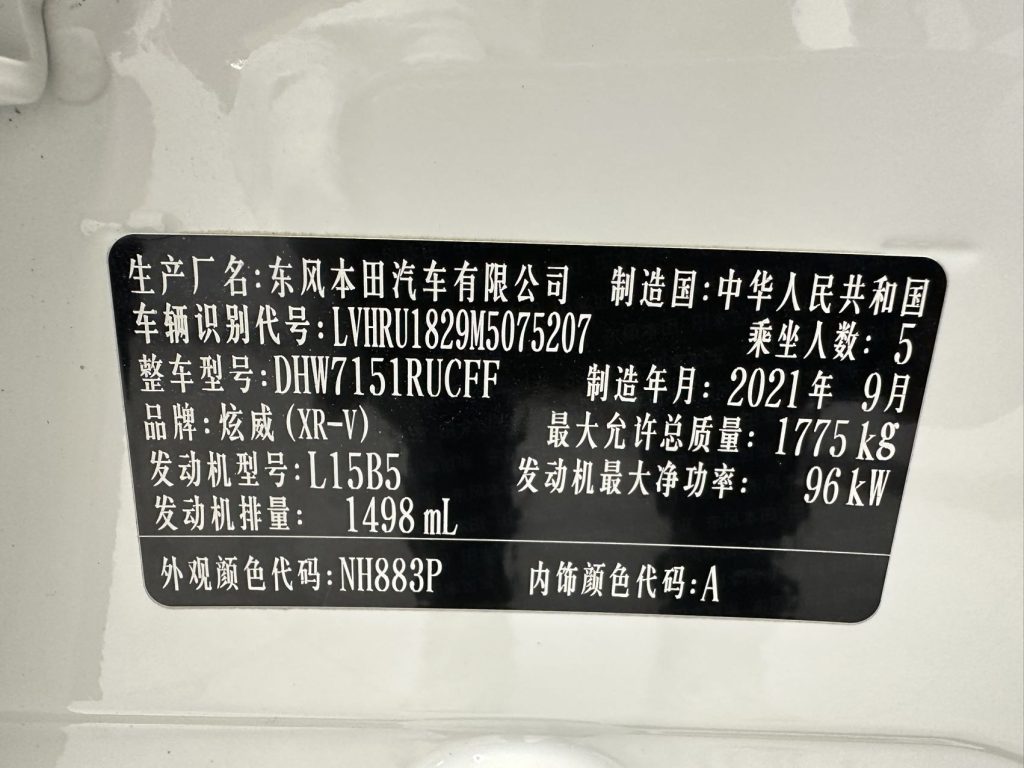 生产厂名:东风本田汽车有限公司 制造国:中华人民共和国
车辆识别代号:LVHRU1829M5075207 乘坐人数: 5
整车型号:DHW7151RUCFF 制造年月: 2021年 9月
品牌:炫威(XR-V) 最大允许总质量: 1775kg
发动机型号:L15B5 发动机最大净功率: 96kW
发动机排量: 1498mL
外观颜色代码:NH883P 内饰颜色代码:A